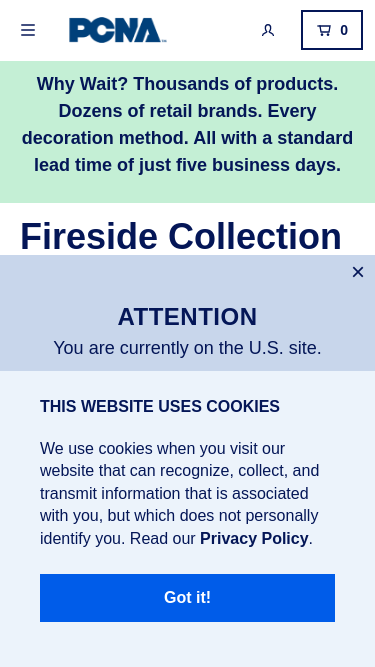 PCNA
0
Why Wait? Thousands of products.
Dozens of retail brands. Every
decoration method. All with a standard
lead time of just five business days.
Fireside Collection
ATTENTION
You are currently on the U.S. site.
THIS WEBSITE USES COOKIES
We use cookies when you visit our
website that can recognize, collect, and
transmit information that is associated
with you, but which does not personally
identify you. Read our Privacy Policy.
Got it!